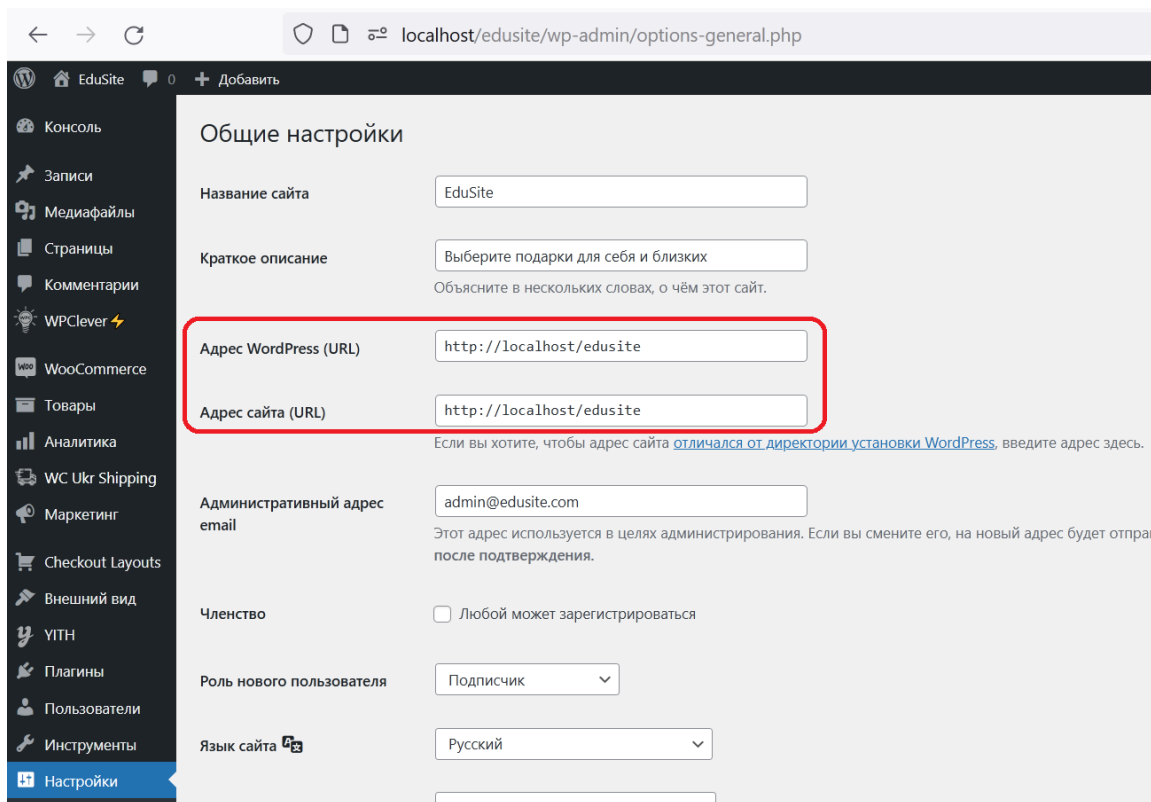 localhost/edusite/wp-admin/options-general.php
EduSite 0 Добавить
Консоль
Записи
Медиафайлы
Страницы
Комментарии
WPClever
WooCommerce
Товары
Аналитика
WC Ukr Shipping
Маркетинг
Checkout Layouts
Внешний вид
YITH
Плагины
Пользователи
Инструменты
Настройки
Общие настройки
Название сайта
EduSite
Краткое описание
Выберите подарки для себя и близких
Объясните в нескольких словах, о чём этот сайт.
Адрес WordPress (URL)
http://localhost/edusite
Адрес сайта (URL)
http://localhost/edusite
Если вы хотите, чтобы адрес сайта отличался от директории установки WordPress, введите адрес здесь.
Административный адрес
email
admin@edusite.com
Этот адрес используется в целях администрирования. Если вы смените его, на новый адрес будет отпра
после подтверждения.
Членство
Любой может зарегистрироваться
Роль нового пользователя
Подписчик
Язык сайта
Русский